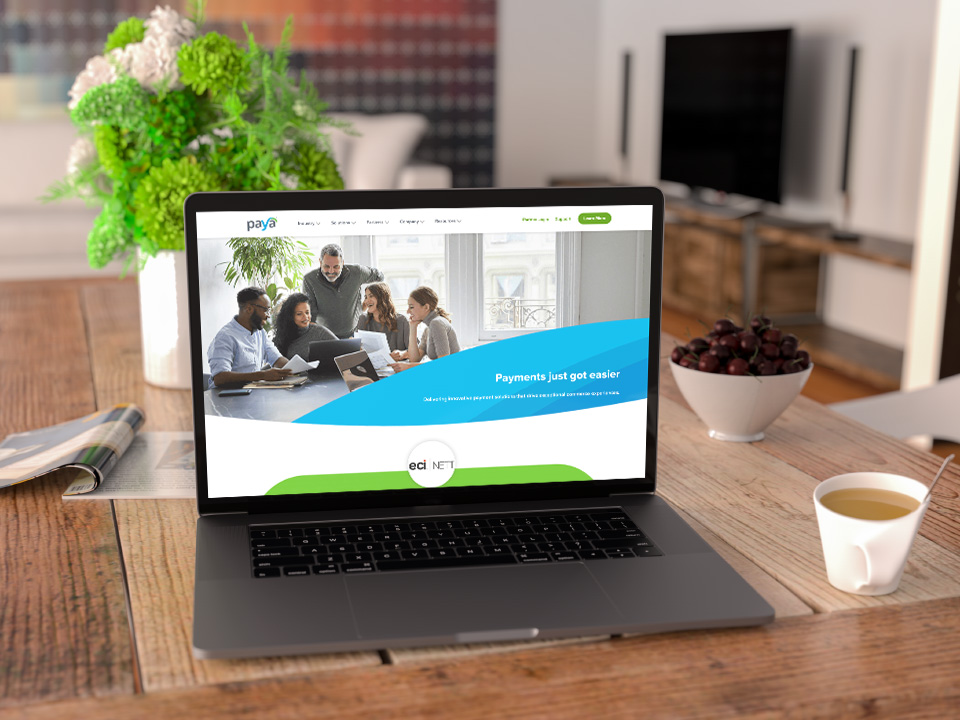 paya
Industry Solutions Partners Company Resources
Partner Login Support Learn More
Payments just got easier
Delivering innovative payment solutions that drive exceptional commerce experiences.
eci NETT